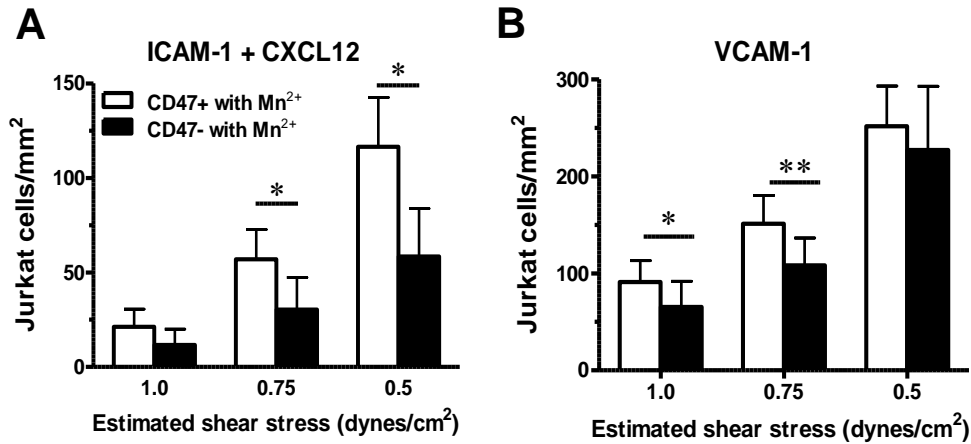 A
ICAM-1 + CXCL12
Jurkat cells/mm²
150
100
50
0
CD47+ with Mn²⁺
CD47- with Mn²⁺
*
*
1.0 0.75 0.5
Estimated shear stress (dynes/cm²)
B
VCAM-1
Jurkat cells/mm²
300
200
100
0
*
**
1.0 0.75 0.5
Estimated shear stress (dynes/cm²)